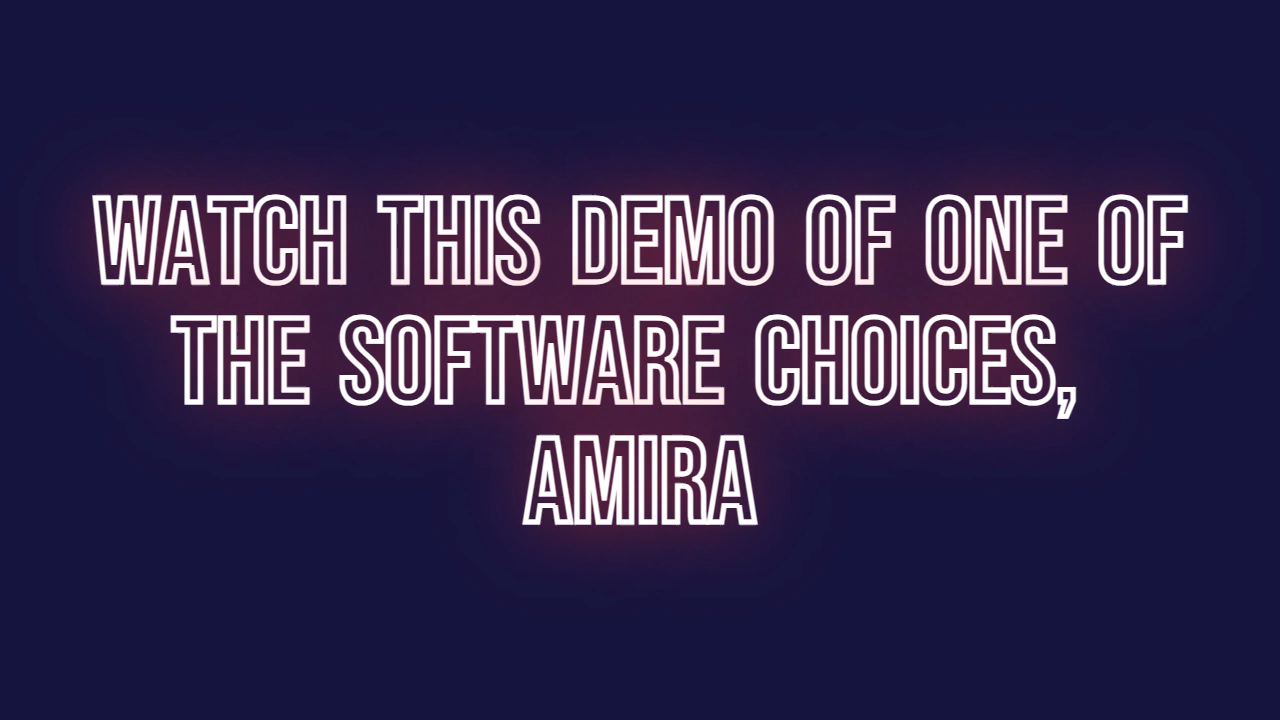 WATCH THIS DEMO OF ONE OF
THE SOFTWARE CHOICES,
AMIRA